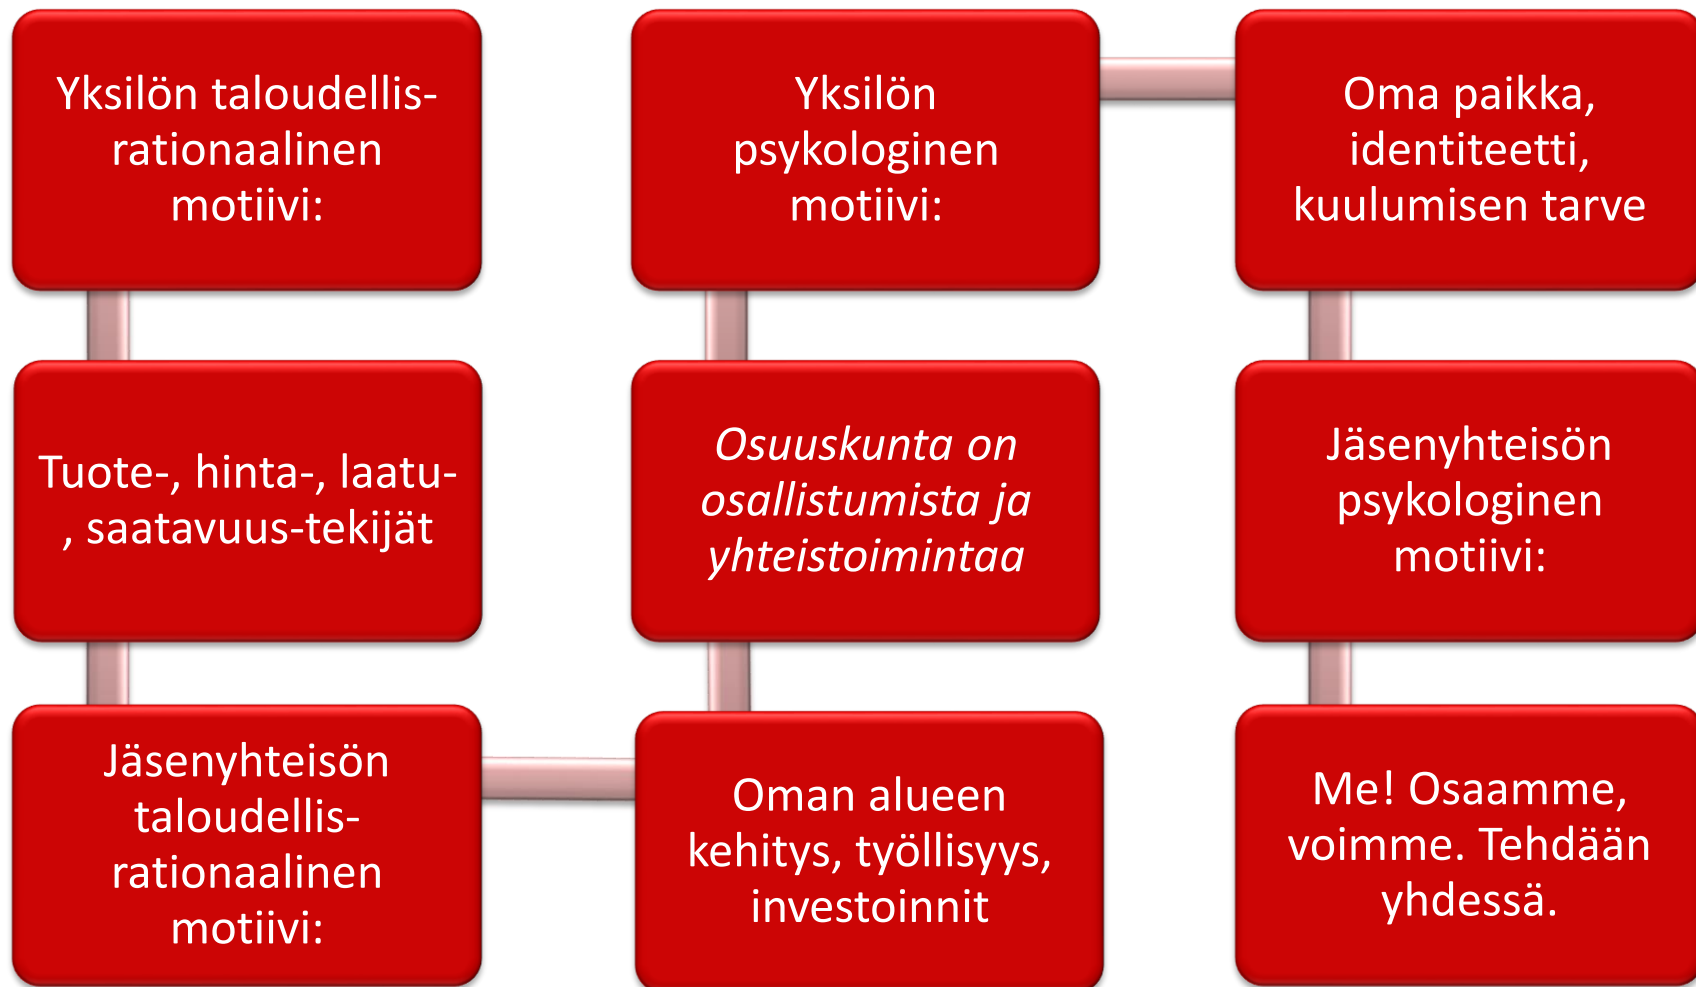 Yksilön taloudellis-
rationaalinen
motiivi:
Tuote-, hinta-, laatu-
, saatavuus-tekijät
Jäsenyhteisön
taloudellis-
rationaalinen
motiivi:
Oman alueen
kehitys, työllisyys,
investoinnit
Osuuskunta on
osallistumista ja
yhteistoimintaa
Yksilön
psykologinen
motiivi:
Oma paikka,
identiteetti,
kuulumisen tarve
Jäsenyhteisön
psykologinen
motiivi:
Me! Osaamme,
voimme. Tehdään
yhdessä.